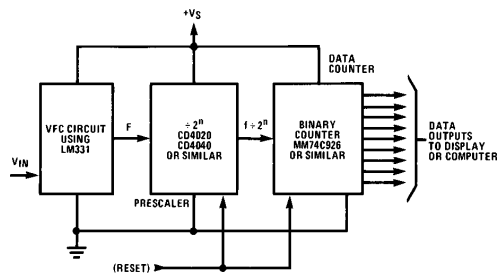 +VS
DATA
COUNTER
VFC CIRCUIT
USING
LM331
F
÷2ⁿ
CD4020
CD4040
OR SIMILAR
f÷2ⁿ
BINARY
COUNTER
MM74C926
OR SIMILAR
DATA
OUTPUTS
TO DISPLAY
OR COMPUTER
VIN
PRESCALER
(RESET)